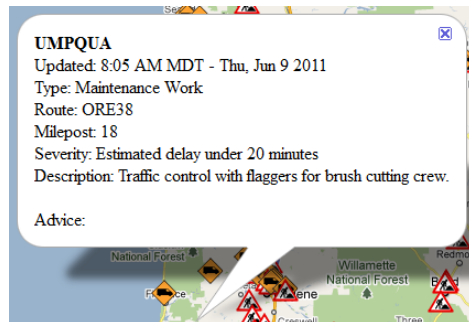 UMPQUA
Updated: 8:05 AM MDT - Thu, Jun 9 2011
Type: Maintenance Work
Route: ORE38
Milepost: 18
Severity: Estimated delay under 20 minutes
Description: Traffic control with flaggers for brush cutting crew.
Advice:
National Forest
Willamette
National Forest
Creswell
Three